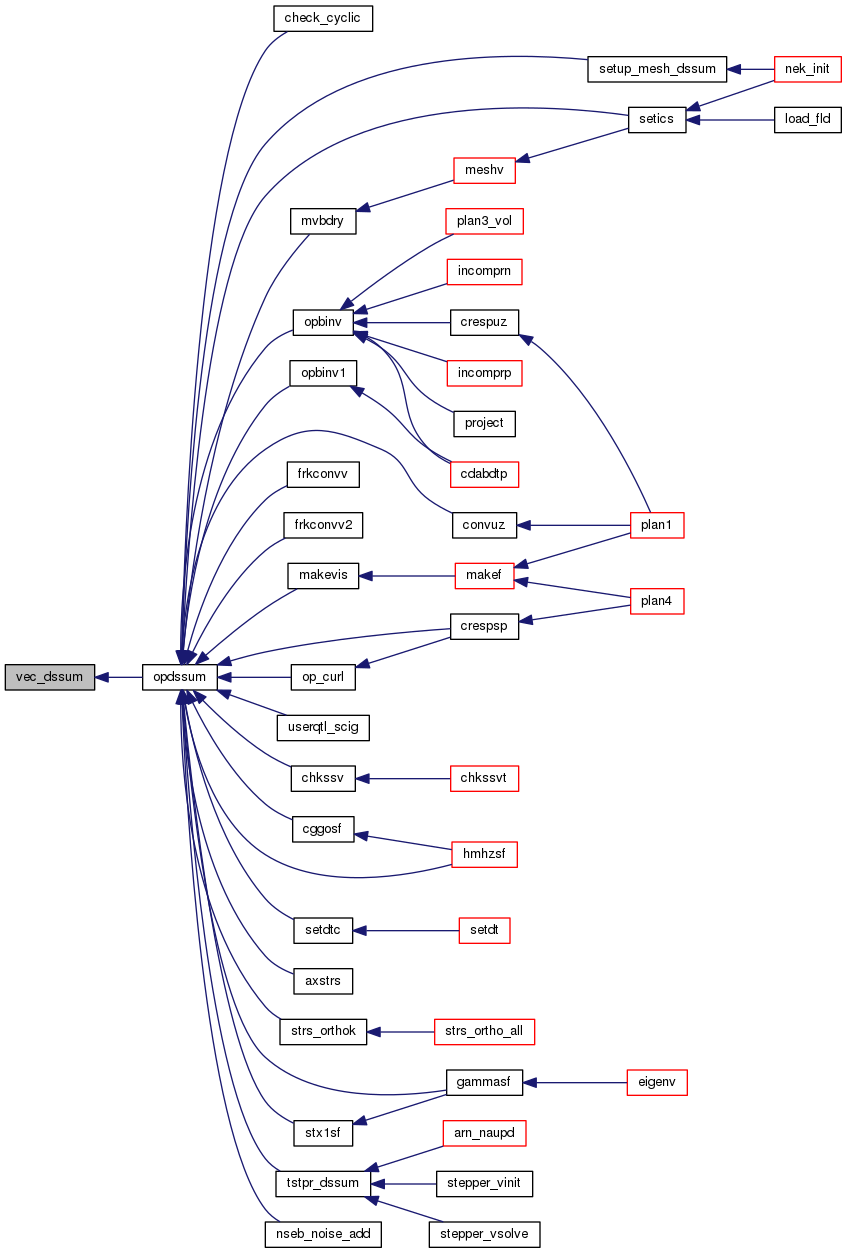 check_cyclic
setup_mesh_dssum
nek_init
setics
load_fld
meshv
mvbdry
plan3_vol
incomprn
opbinv
crespuz
opbinv1
incomprp
project
frkconvv
cdabdtp
frkconvv2
convuz
plan1
makevis
makef
plan4
crespsp
vec_dssum
opdssum
op_curl
userqtl_scig
chkssv
chkssvt
cggosf
hmhzsf
setdtc
setdt
axstrs
strs_orthok
strs_ortho_all
gammasf
eigenv
stx1sf
arn_naupd
tstpr_dssum
stepper_vinit
nseb_noise_add
stepper_vsolve